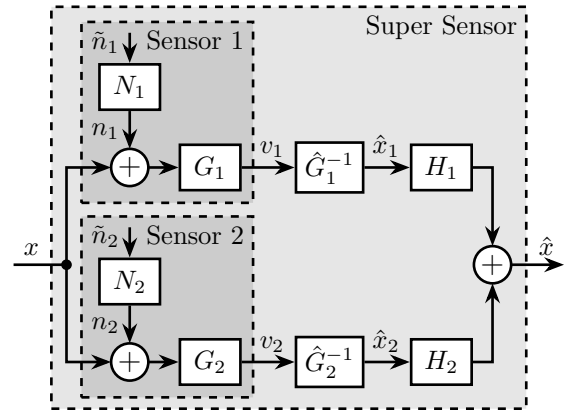 Super Sensor
ñ₁ Sensor 1
N₁
n₁
v₁ x̂₁
G₁ Ĝ₁⁻¹ H₁
+
x
ñ₂ Sensor 2
x̂
N₂
+
n₂
v₂ x̂₂
+ G₂ Ĝ₂⁻¹ H₂